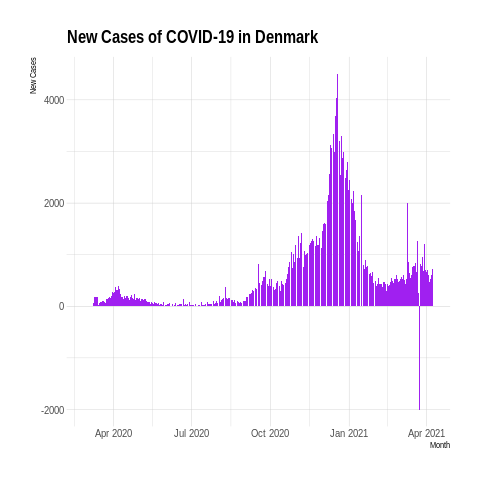 New Cases of COVID-19 in Denmark
New Cases
4000
2000
0
-2000
Apr 2020 Jul 2020 Oct 2020 Jan 2021 Apr 2021
Month